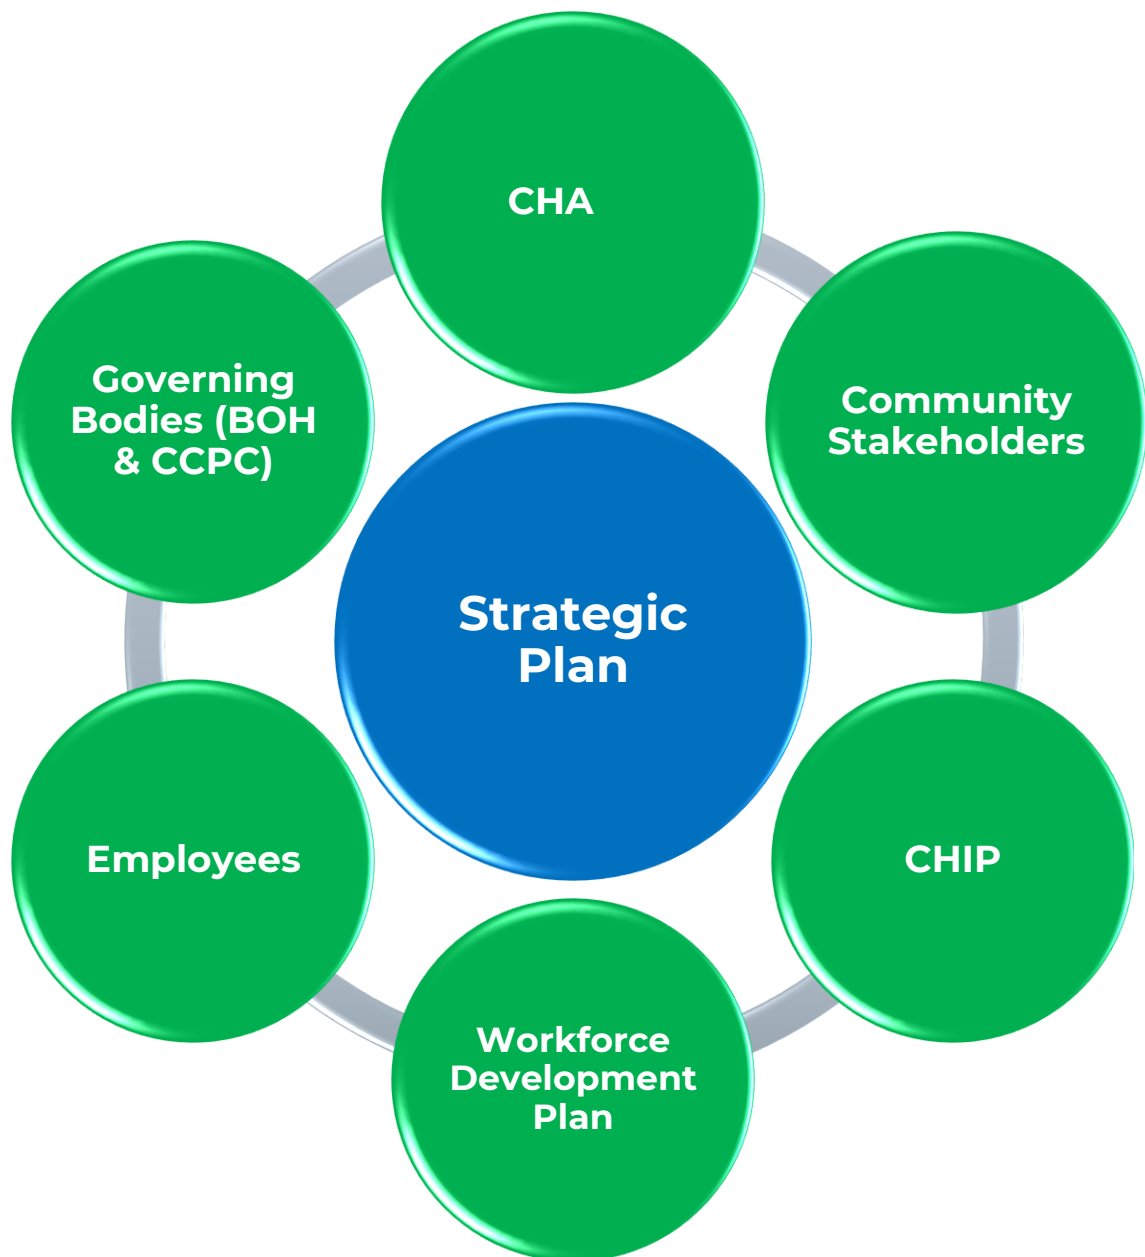 CHA
Governing
Bodies (BOH
& CCPC)
Community
Stakeholders
Strategic
Plan
Employees
CHIP
Workforce
Development
Plan